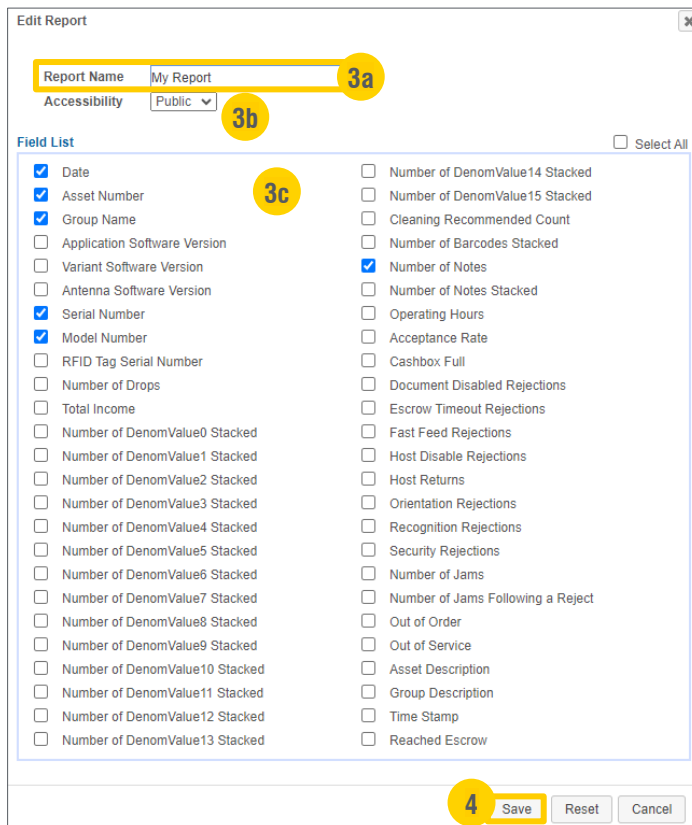 Edit Report
Report Name My Report 3a
Accessibility Public 3b
Field List Select All
3c
Date
Asset Number
Group Name
Application Software Version
Variant Software Version
Antenna Software Version
Serial Number
Model Number
RFID Tag Serial Number
Number of Drops
Total Income
Number of DenomValue0 Stacked
Number of DenomValue1 Stacked
Number of DenomValue2 Stacked
Number of DenomValue3 Stacked
Number of DenomValue4 Stacked
Number of DenomValue5 Stacked
Number of DenomValue6 Stacked
Number of DenomValue7 Stacked
Number of DenomValue8 Stacked
Number of DenomValue9 Stacked
Number of DenomValue10 Stacked
Number of DenomValue11 Stacked
Number of DenomValue12 Stacked
Number of DenomValue13 Stacked
Number of DenomValue14 Stacked
Number of DenomValue15 Stacked
Cleaning Recommended Count
Number of Barcodes Stacked
Number of Notes
Number of Notes Stacked
Operating Hours
Acceptance Rate
Cashbox Full
Document Disabled Rejections
Escrow Timeout Rejections
Fast Feed Rejections
Host Disable Rejections
Host Returns
Orientation Rejections
Recognition Rejections
Security Rejections
Number of Jams
Number of Jams Following a Reject
Out of Order
Out of Service
Asset Description
Group Description
Time Stamp
Reached Escrow
4 Save Reset Cancel